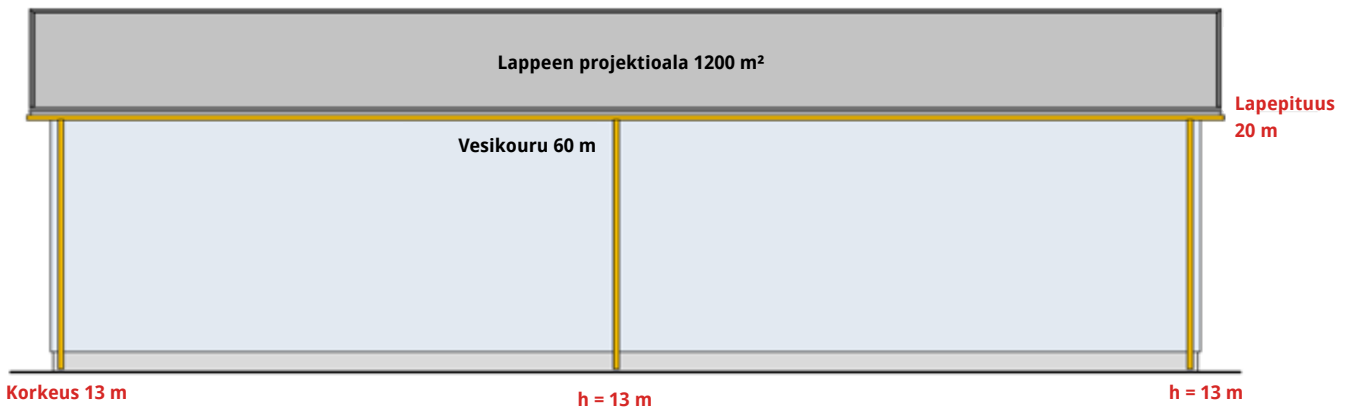 Lappeen projektioala 1200 m²
Lapepituus
20 m
Vesikouru 60 m
Korkeus 13 m
h = 13 m
h = 13 m